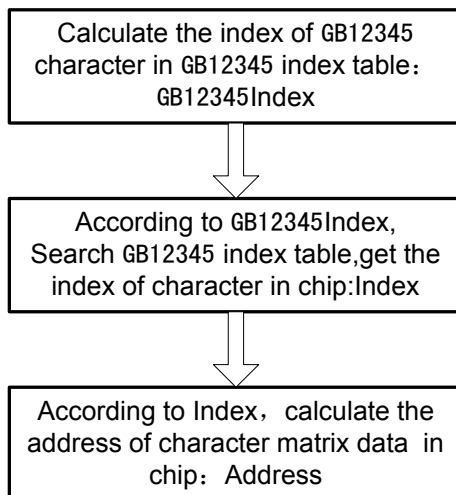 Calculate the index of GB12345
character in GB12345 index table：
GB12345Index
According to GB12345Index,
Search GB12345 index table,get the
index of character in chip:Index
According to Index，calculate the
address of character matrix data in
chip：Address